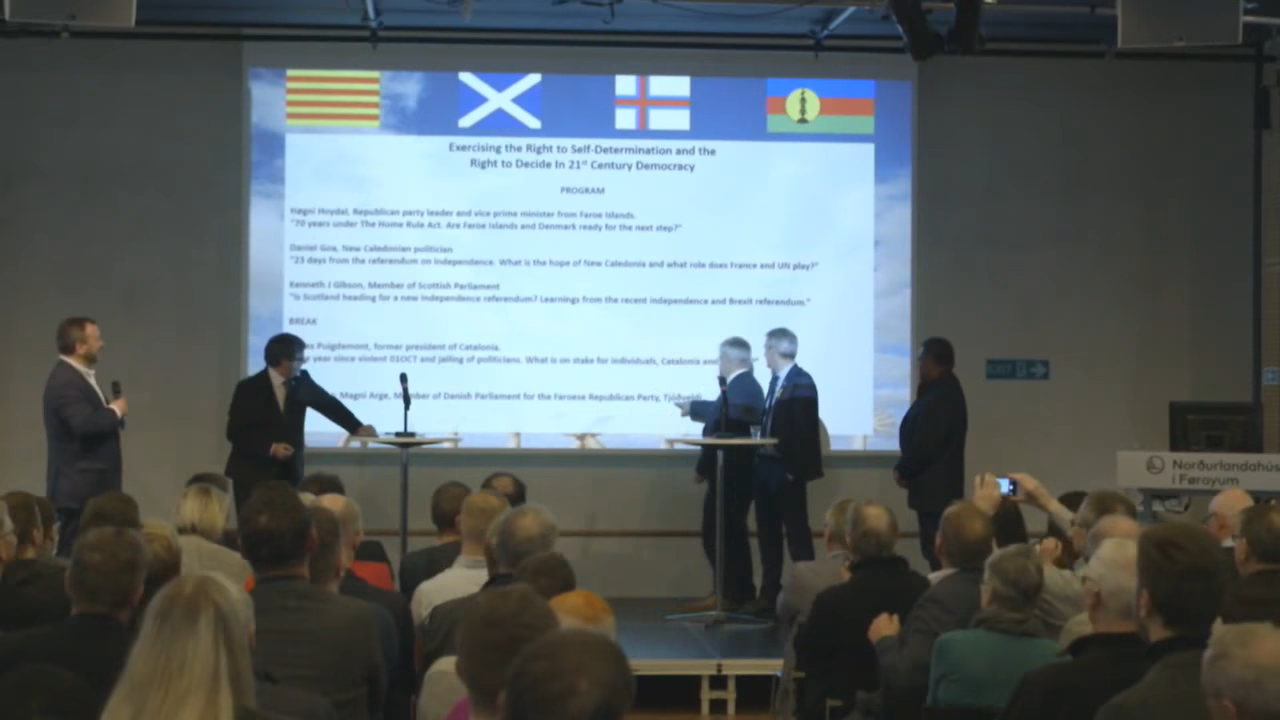 Exercising the Right to Self-Determination and the
Right to Decide In 21st Century Democracy
PROGRAM
Høgni Hoydal, Republican party leader and vice prime minister from Faroe Islands.
"70 years under The Home Rule Act. Are Faroe Islands and Denmark ready for the next step?"
Daniel Goa, New Caledonian politician
"23 days from the referendum on independence. What is the hope of New Caledonia and what role does France and UN play?"
Kenneth J Gibson, Member of Scottish Parliament
"Is Scotland heading for a new independence referendum? Learnings from the recent independence and Brexit referendum."
BREAK
Puigdemont, former president of Catalonia.
year since violent 01OCT and jailing of politicians. What is on stake for individuals, Catalonia and
Magni Arge, Member of Danish Parliament for the Faroese Republican Party, Tjóðveldi
EXIT
Norðurlandahús
í Føroyum